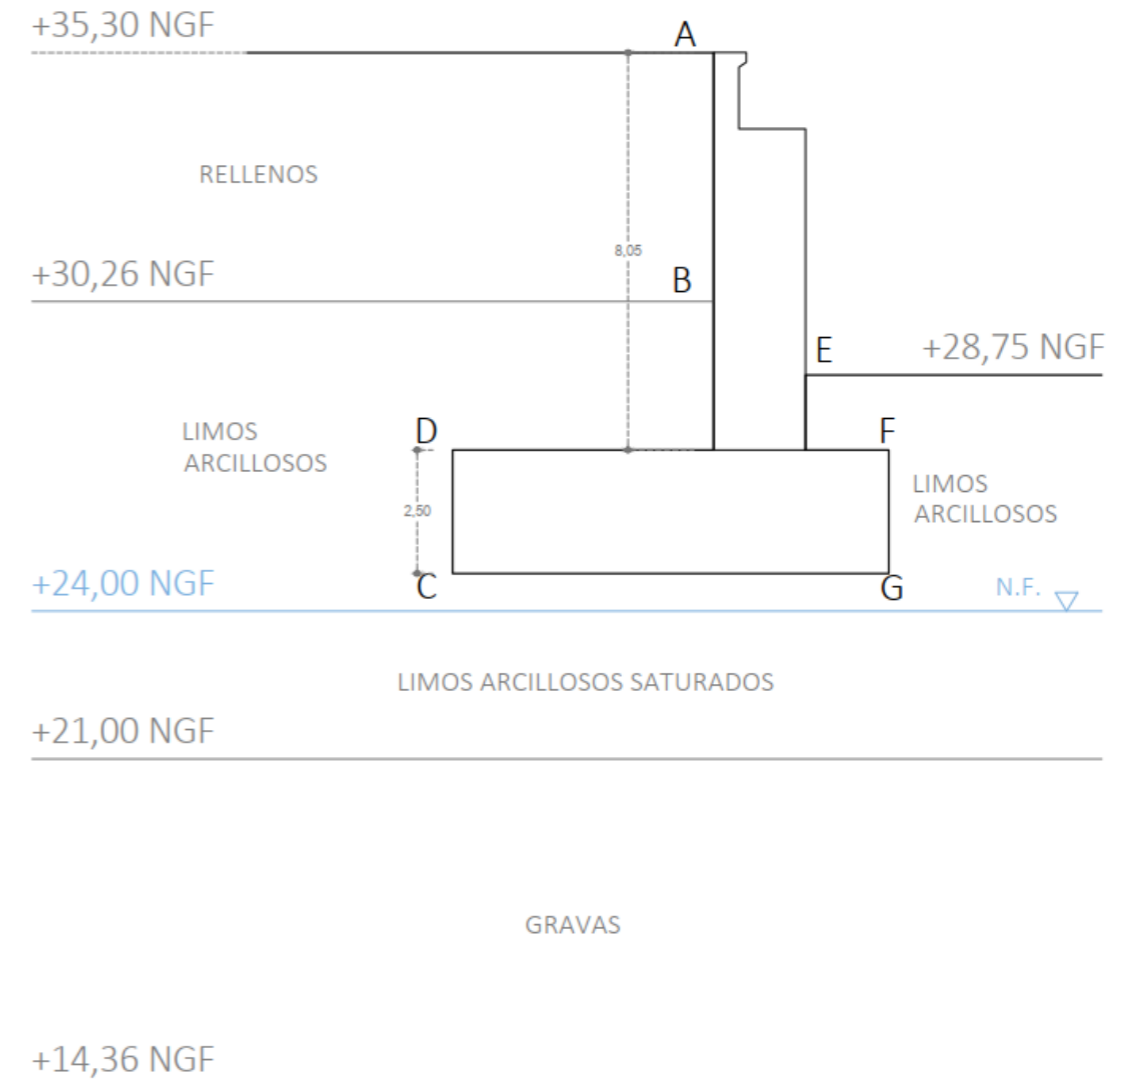 +35,30 NGF
A
RELLENOS
8,05
+30,26 NGF
B
E
+28,75 NGF
LIMOS
ARCILLOSOS
D
F
2,50
LIMOS
ARCILLOSOS
+24,00 NGF
C
G
N.F.
LIMOS ARCILLOSOS SATURADOS
+21,00 NGF
GRAVAS
+14,36 NGF